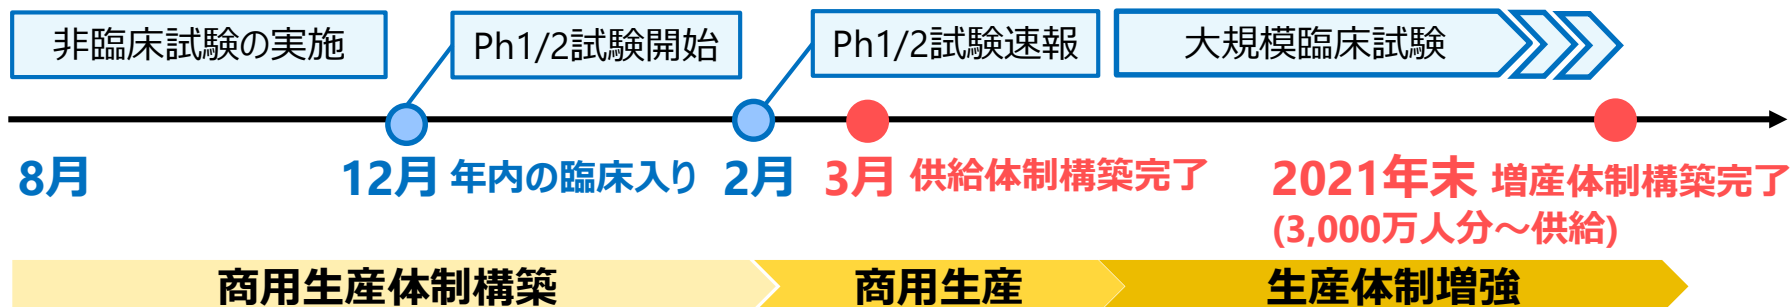 非臨床試験の実施
Ph1/2試験開始
Ph1/2試験速報
大規模臨床試験
8月
12月 年内の臨床入り
2月
3月 供給体制構築完了
2021年末 増産体制構築完了
(3,000万人分～供給)
商用生産体制構築
商用生産
生産体制増強